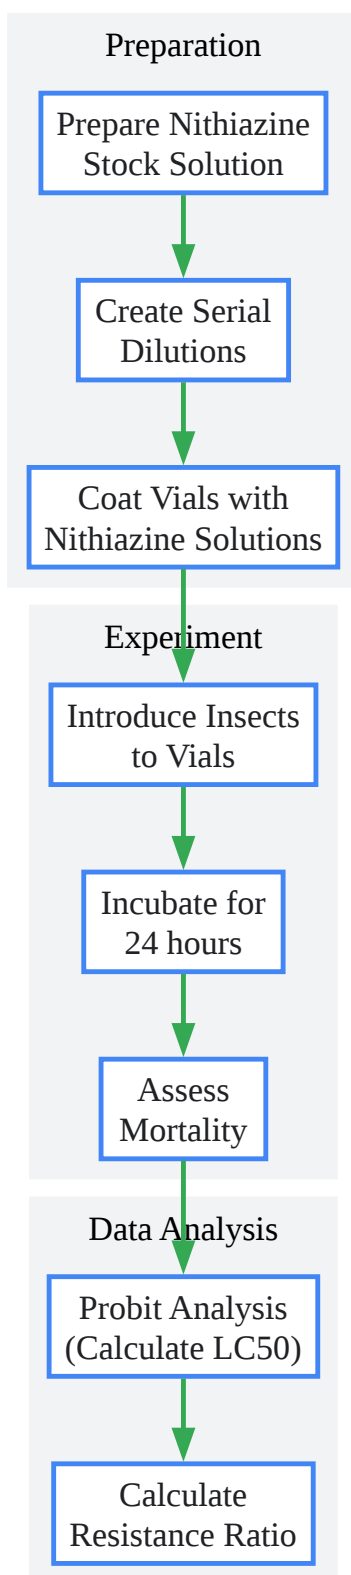 Preparation
Prepare Nithiazine
Stock Solution
Create Serial
Dilutions
Coat Vials with
Nithiazine Solutions
Experiment
Introduce Insects
to Vials
Incubate for
24 hours
Assess
Mortality
Data Analysis
Probit Analysis
(Calculate LC50)
Calculate
Resistance Ratio